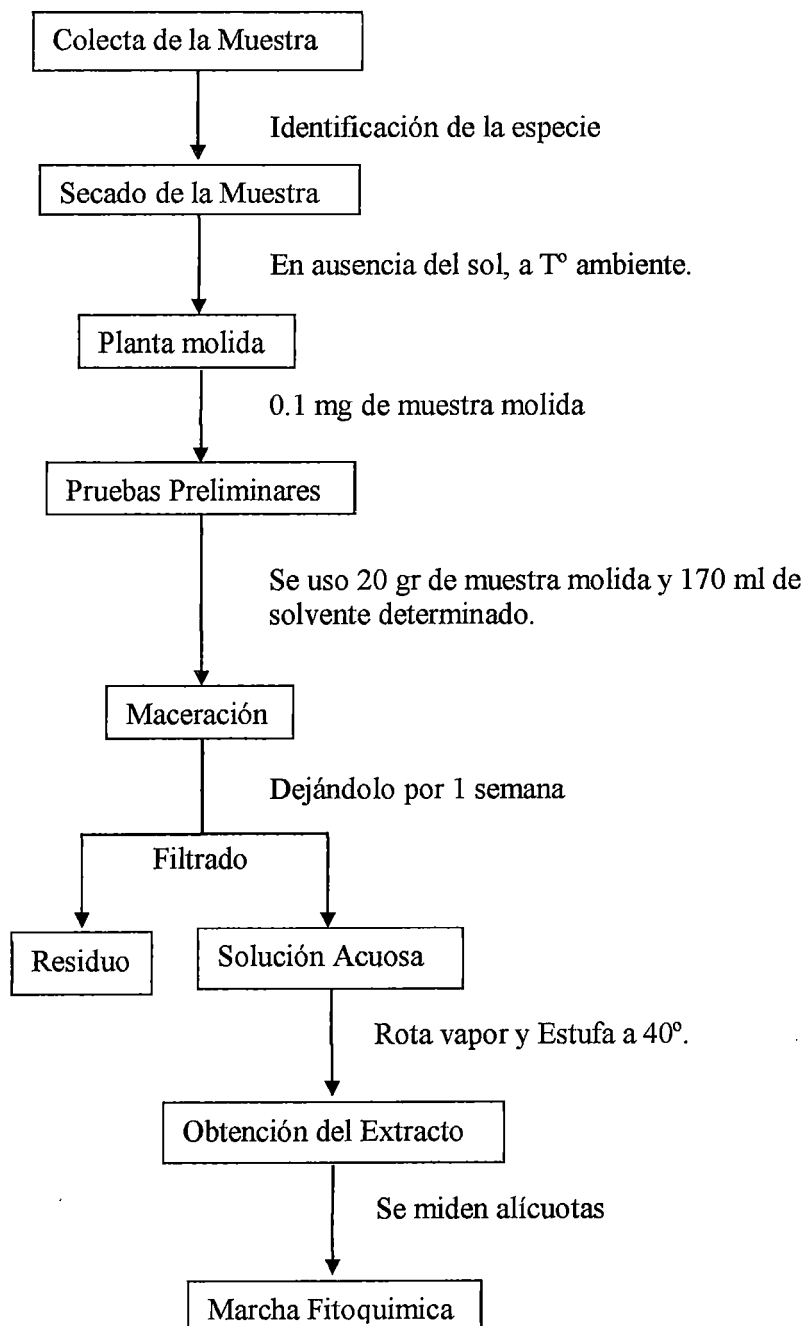 Colecta de la Muestra
Identificación de la especie
Secado de la Muestra
En ausencia del sol, a Tº ambiente.
Planta molida
0.1 mg de muestra molida
Pruebas Preliminares
Se uso 20 gr de muestra molida y 170 ml de
solvente determinado.
Maceración
Dejándolo por 1 semana
Filtrado
Residuo
Solución Acuosa
Rota vapor y Estufa a 40º.
Obtención del Extracto
Se miden alícuotas
Marcha Fitoquimica